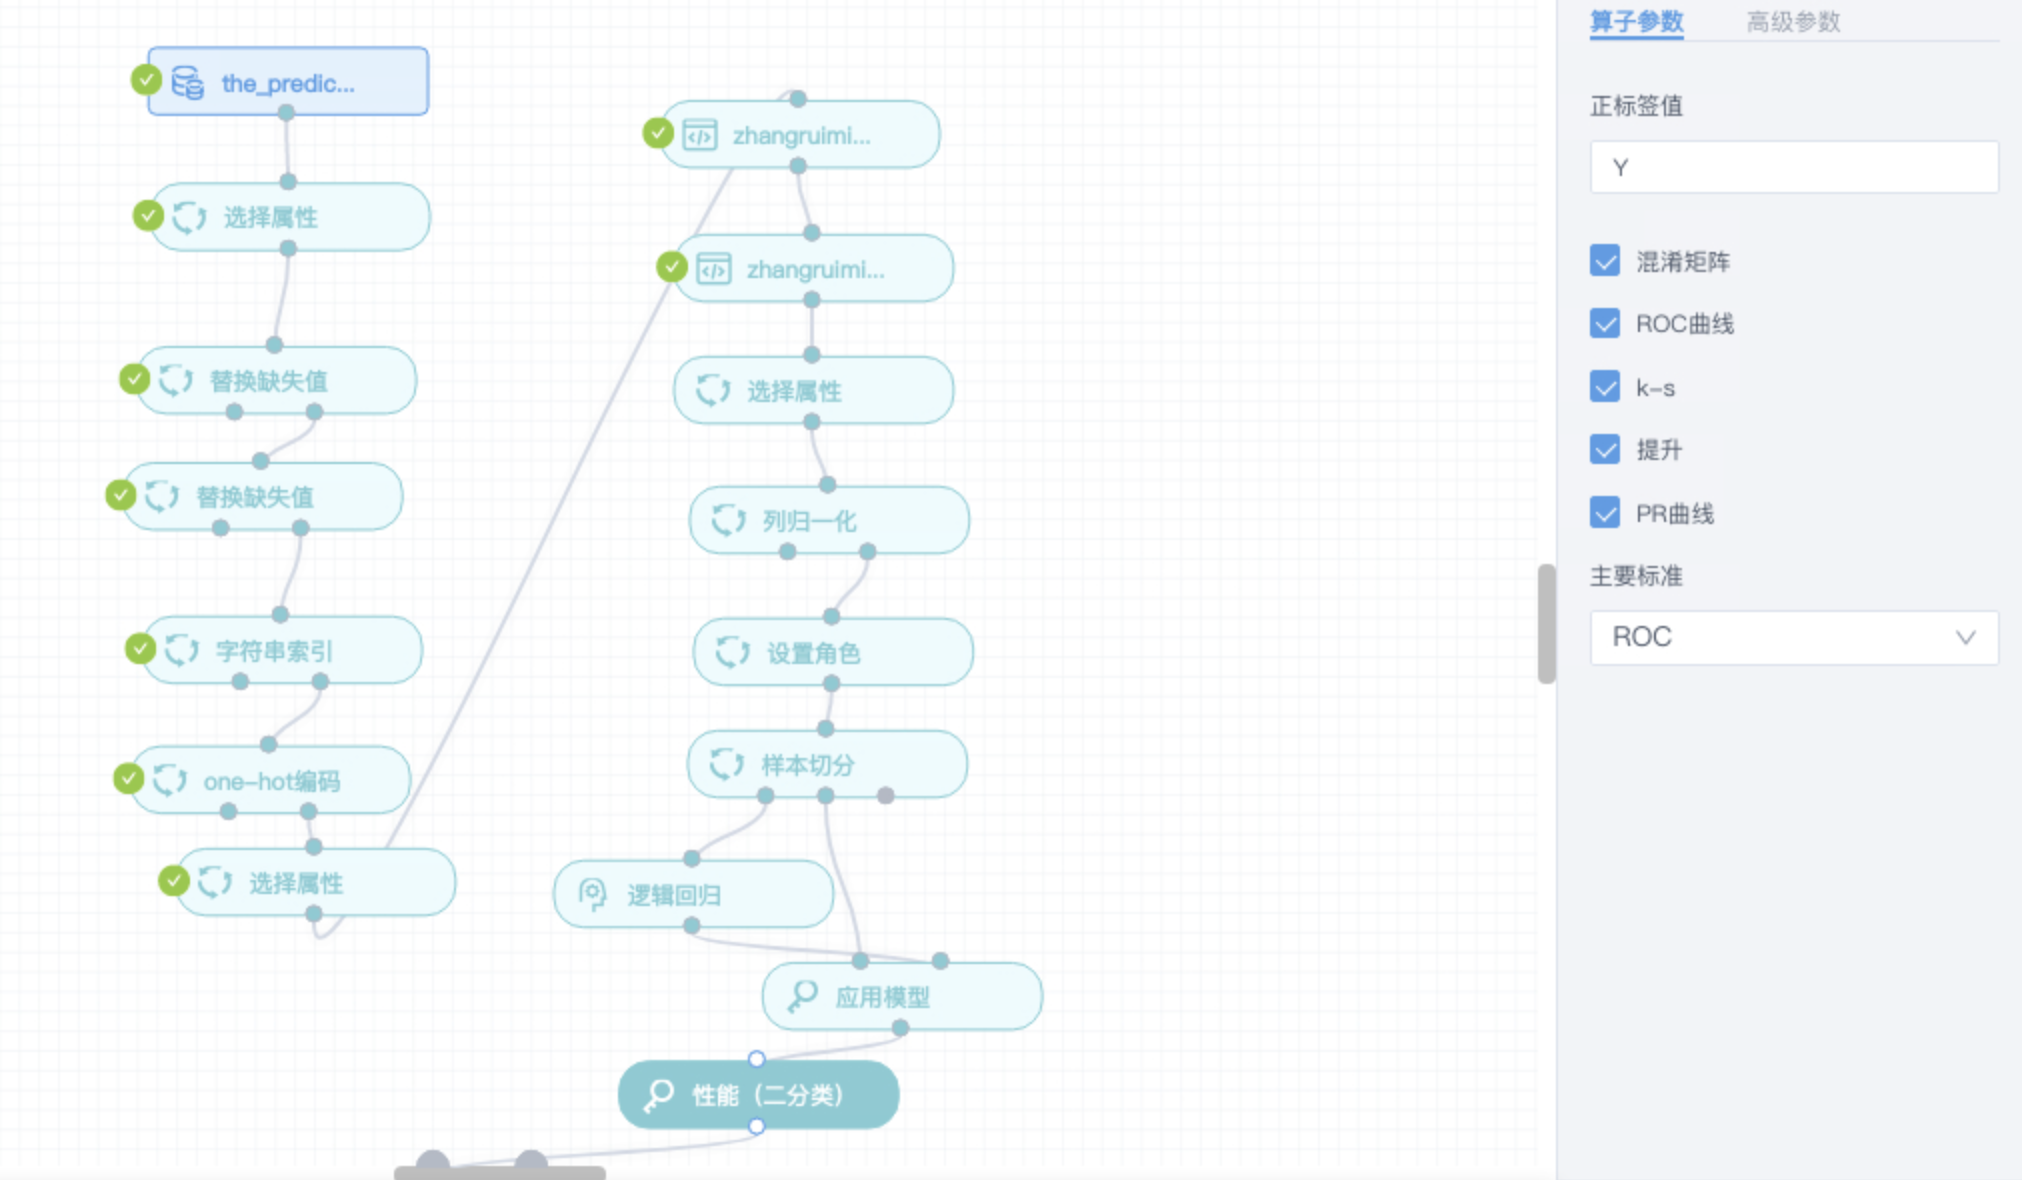 the_predic...
选择属性
替换缺失值
替换缺失值
字符串索引
one-hot编码
选择属性
zhangruimi...
zhangruimi...
选择属性
列归一化
设置角色
样本切分
逻辑回归
应用模型
性能（二分类）
算子参数 高级参数
正标签值
Y
混淆矩阵
ROC曲线
k-s
提升
PR曲线
主要标准
ROC